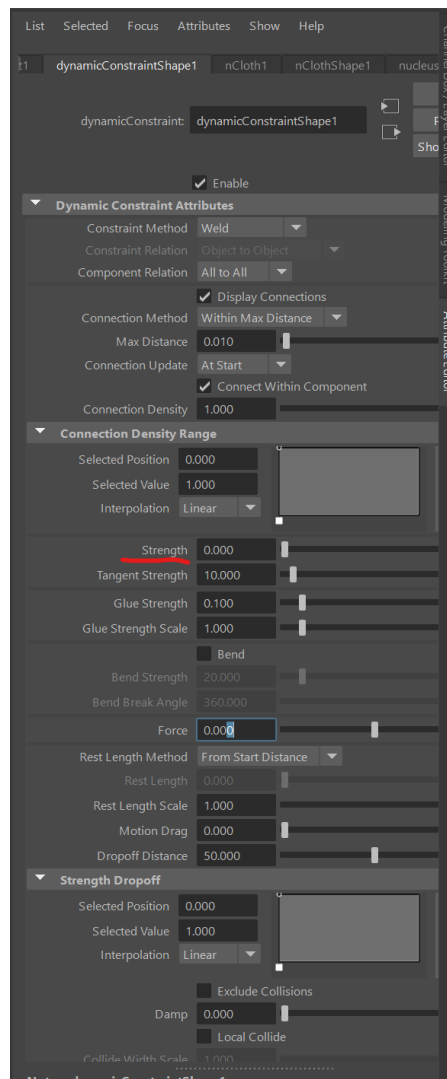 List Selected Focus Attributes Show Help
t1 dynamicConstraintShape1 nCloth1 nClothShape1 nucleus
dynamicConstraint: dynamicConstraintShape1
Sho
Enable
Dynamic Constraint Attributes
Constraint Method Weld
Constraint Relation Object to Object
Component Relation All to All
Display Connections
Connection Method Within Max Distance
Max Distance 0.010
Connection Update At Start
Connect Within Component
Connection Density 1.000
Connection Density Range
Selected Position 0.000
Selected Value 1.000
Interpolation Linear
Strength 0.000
Tangent Strength 10.000
Glue Strength 0.100
Glue Strength Scale 1.000
Bend
Bend Strength 20.000
Bend Break Angle 360.000
Force 0.000
Rest Length Method From Start Distance
Rest Length 0.000
Rest Length Scale 1.000
Motion Drag 0.000
Dropoff Distance 50.000
Strength Dropoff
Selected Position 0.000
Selected Value 1.000
Interpolation Linear
Exclude Collisions
Damp 0.000
Local Collide
Collide Width Scale 1.000